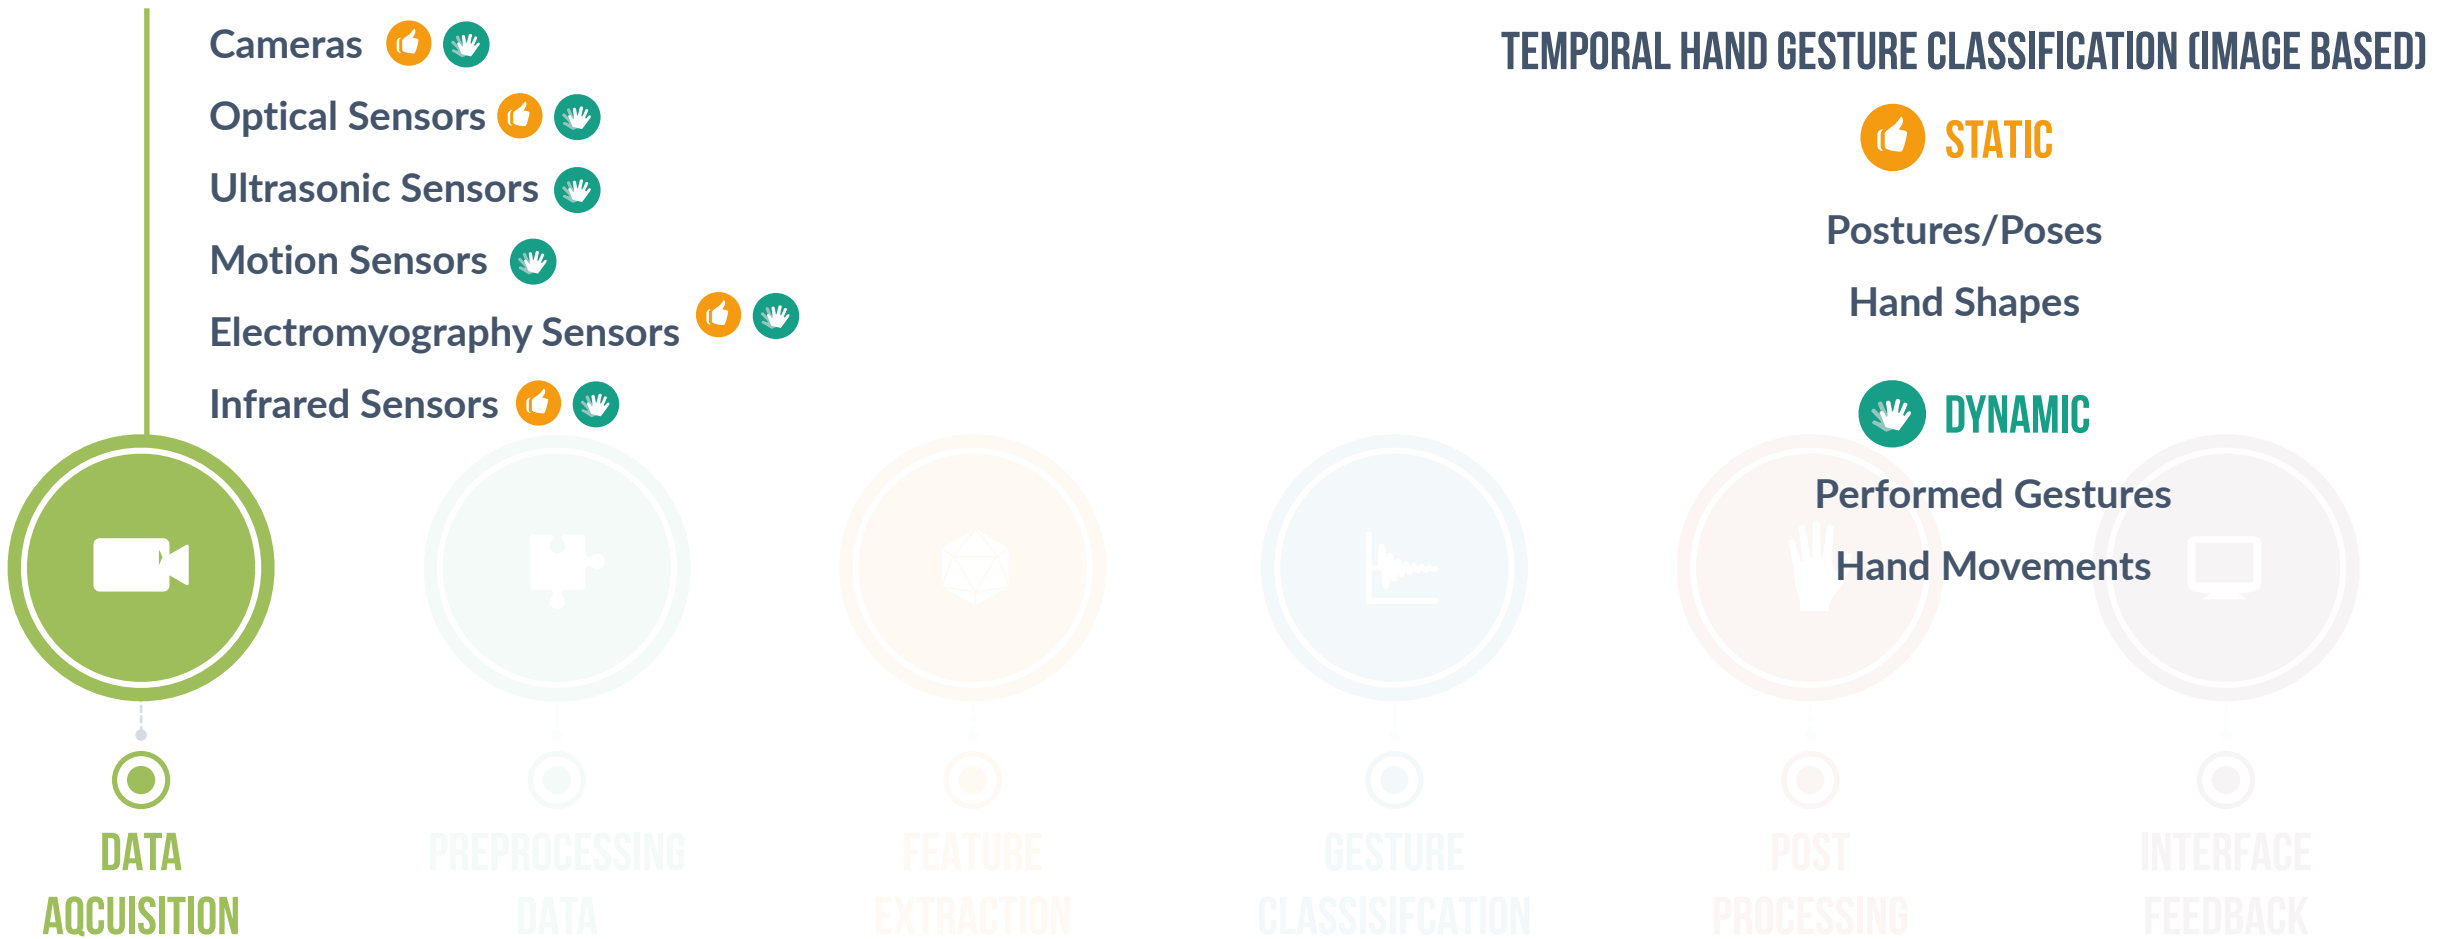 Cameras
Optical Sensors
Ultrasonic Sensors
Motion Sensors
Electromyography Sensors
Infrared Sensors
TEMPORAL HAND GESTURE CLASSIFICATION (IMAGE BASED)
STATIC
Postures/Poses
Hand Shapes
DYNAMIC
Performed Gestures
Hand Movements
DATA
AQCUISITION
PREPROCESSING
DATA
FEATURE
EXTRACTION
GESTURE
CLASSISIFCATION
POST
PROCESSING
INTERFACE
FEEDBACK